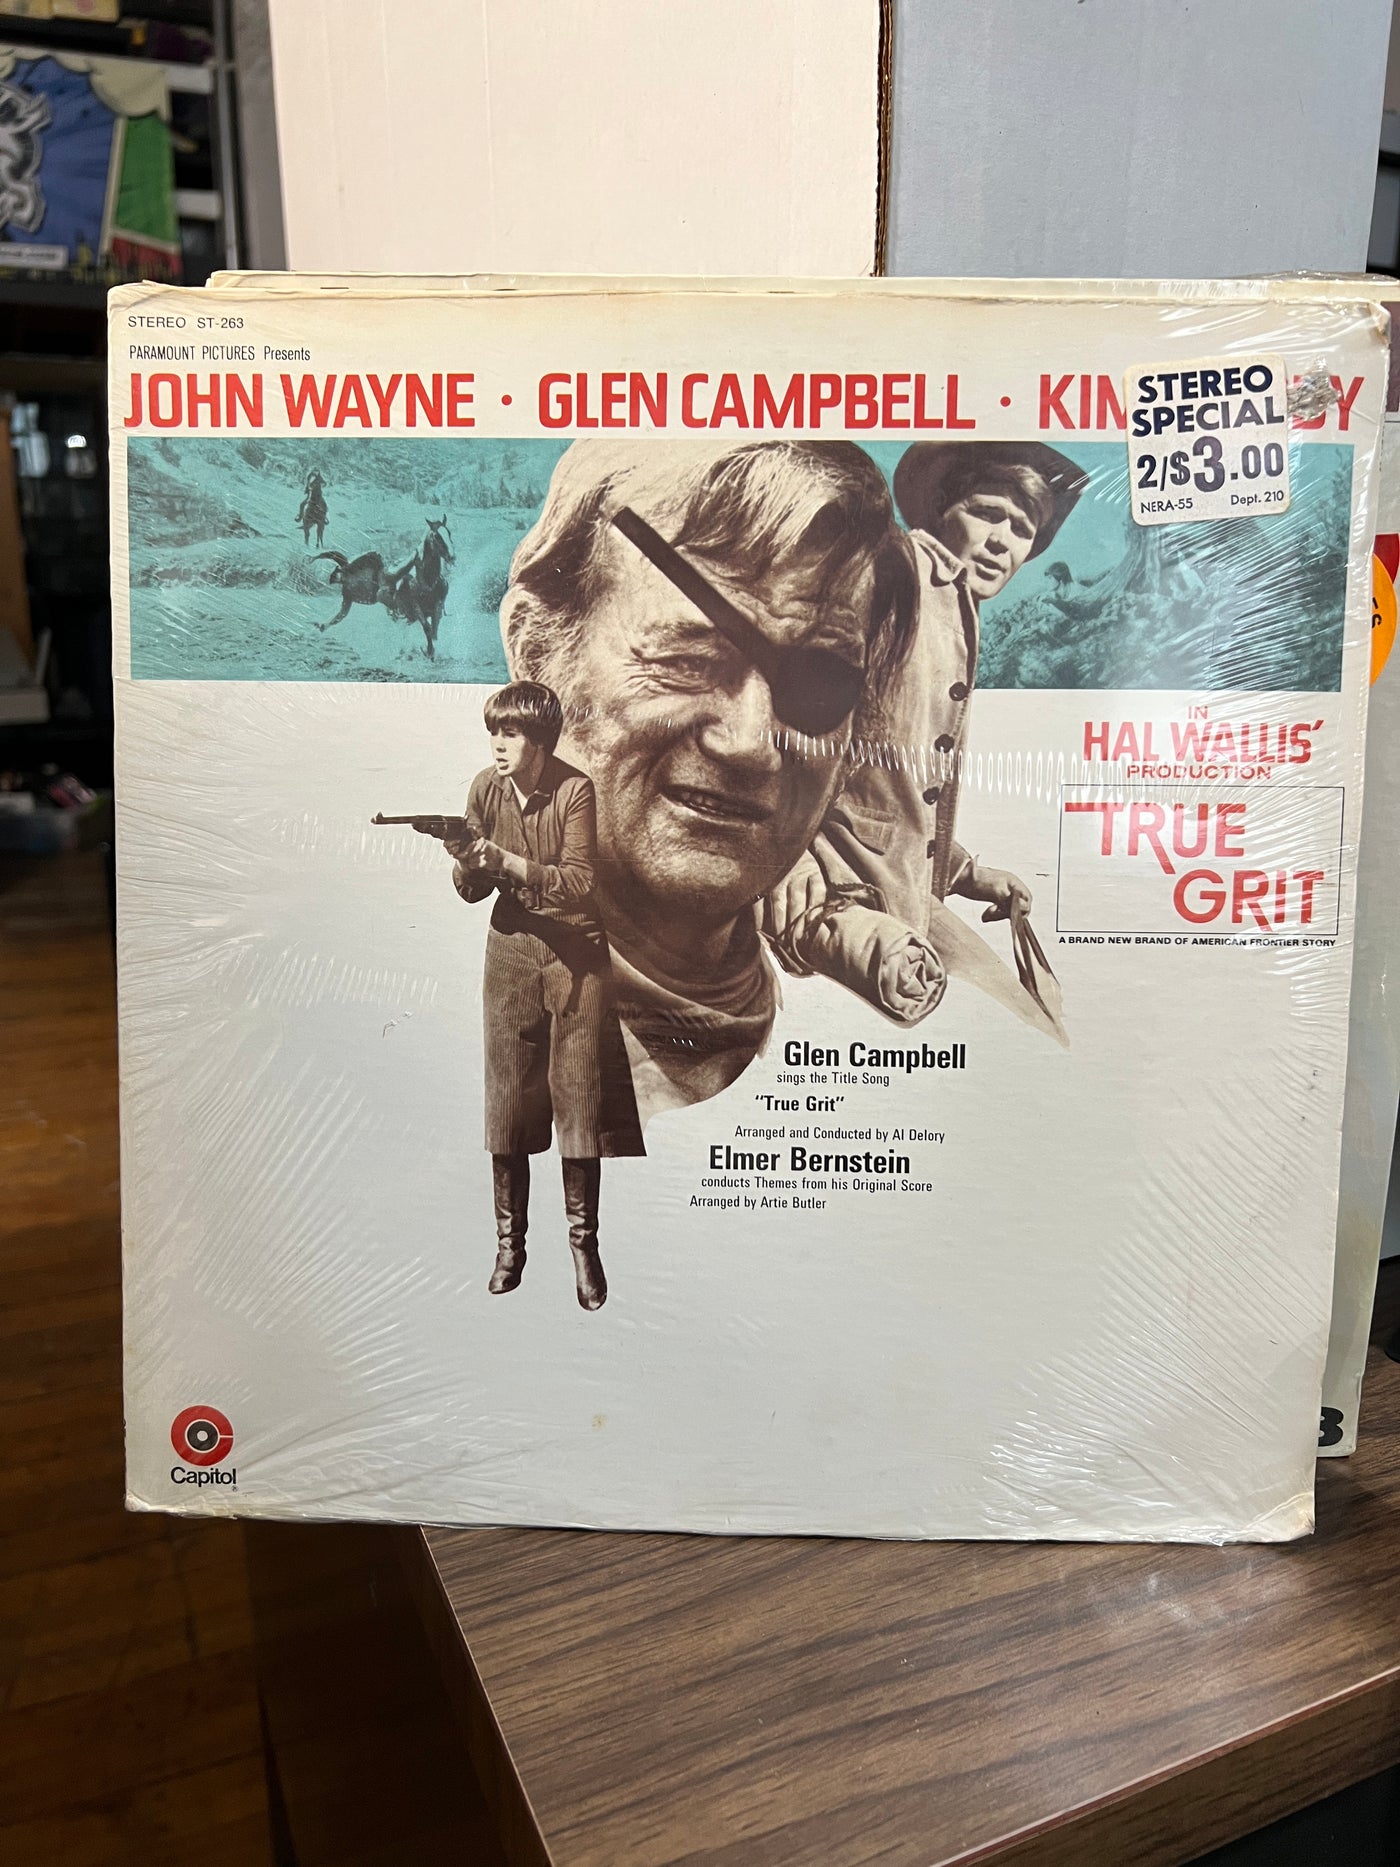 STEREO ST-263
PARAMOUNT PICTURES Presents
JOHN WAYNE · GLEN CAMPBELL ·
STEREO
SPECIAL
2/$3.00
NERA-55 Dept. 210
IN
HAL WALLIS'
PRODUCTION
TRUE
GRIT
A BRAND NEW BRAND OF AMERICAN FRONTIER STORY
Glen Campbell
sings the Title Song
"True Grit"
Arranged and Conducted by Al Delory
Elmer Bernstein
conducts Themes from his Original Score
Arranged by Artie Butler
Capitol